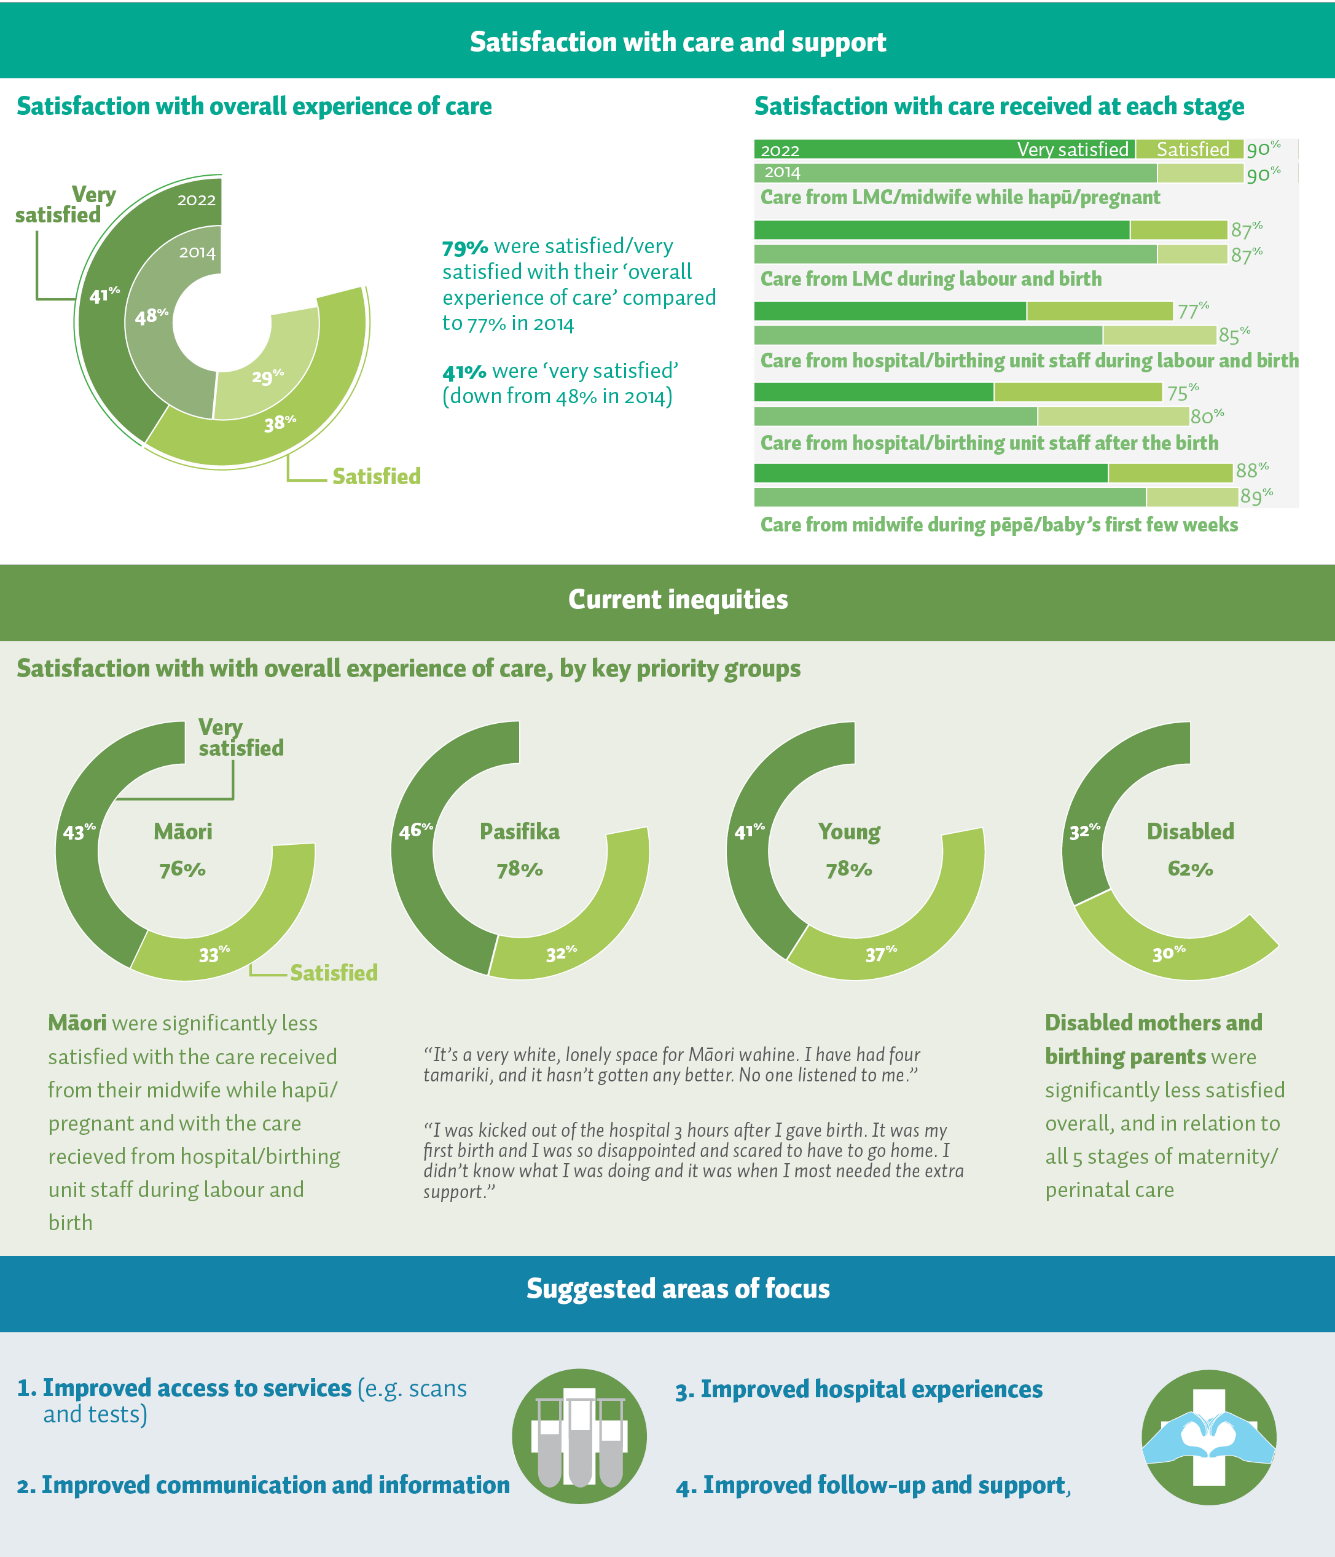 Satisfaction with care and support
Satisfaction with overall experience of care
Very
satisfied
2022
2014
41%
48%
29%
38%
Satisfied
79% were satisfied/very
satisfied with their ‘overall
experience of care’ compared
to 77% in 2014
41% were ‘very satisfied’
(down from 48% in 2014)
Satisfaction with care received at each stage
2022 Very satisfied Satisfied 90%
2014 90%
Care from LMC/midwife while hapū/pregnant
87%
87%
Care from LMC during labour and birth
77%
85%
Care from hospital/birthing unit staff during labour and birth
75%
80%
Care from hospital/birthing unit staff after the birth
88%
89%
Care from midwife during pēpē/baby’s first few weeks
Current inequities
Satisfaction with with overall experience of care, by key priority groups
Very
satisfied
43%
Māori
76%
33%
Satisfied
46%
Pasifika
78%
32%
41%
Young
78%
37%
32%
Disabled
62%
30%
Māori were significantly less
satisfied with the care received
from their midwife while hapū/
pregnant and with the care
recieved from hospital/birthing
unit staff during labour and
birth
“It’s a very white, lonely space for Māori wahine. I have had four
tamariki, and it hasn’t gotten any better. No one listened to me.”
“I was kicked out of the hospital 3 hours after I gave birth. It was my
first birth and I was so disappointed and scared to have to go home. I
didn’t know what I was doing and it was when I most needed the extra
support.”
Disabled mothers and
birthing parents were
significantly less satisfied
overall, and in relation to
all 5 stages of maternity/
perinatal care
Suggested areas of focus
1. Improved access to services (e.g. scans
and tests)
2. Improved communication and information
3. Improved hospital experiences
4. Improved follow-up and support,